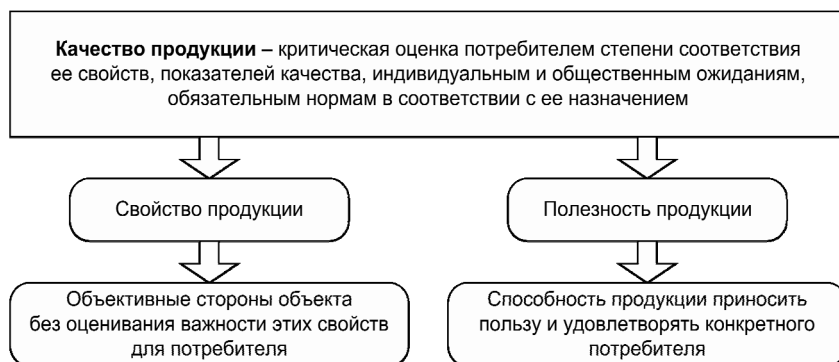 Качество продукции – критическая оценка потребителем степени соответствия
ее свойств, показателей качества, индивидуальным и общественным ожиданиям,
обязательным нормам в соответствии с ее назначением
Свойство продукции
Полезность продукции
Объективные стороны объекта
без оценивания важности этих свойств
для потребителя
Способность продукции приносить
пользу и удовлетворять конкретного
потребителя